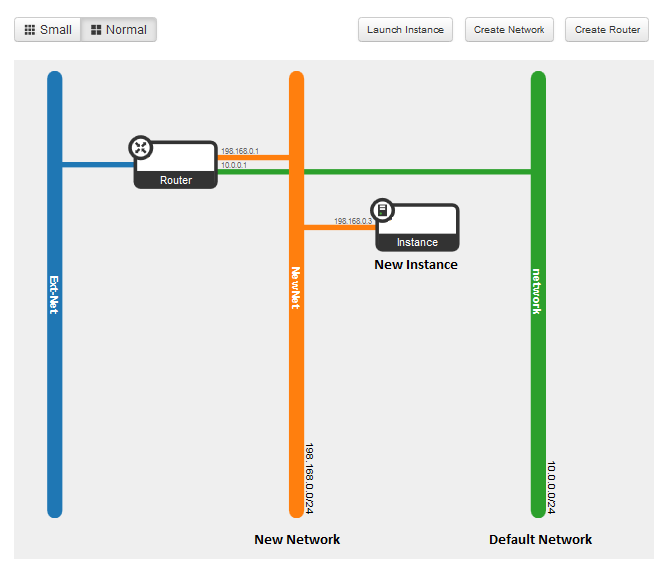 Small
Normal
Launch Instance
Create Network
Create Router
198.168.0.1
10.0.0.1
Router
198.168.0.3
Instance
New Instance
Ext-Net
NewNet
network
198.168.0.0/24
10.0.0.0/24
New Network
Default Network